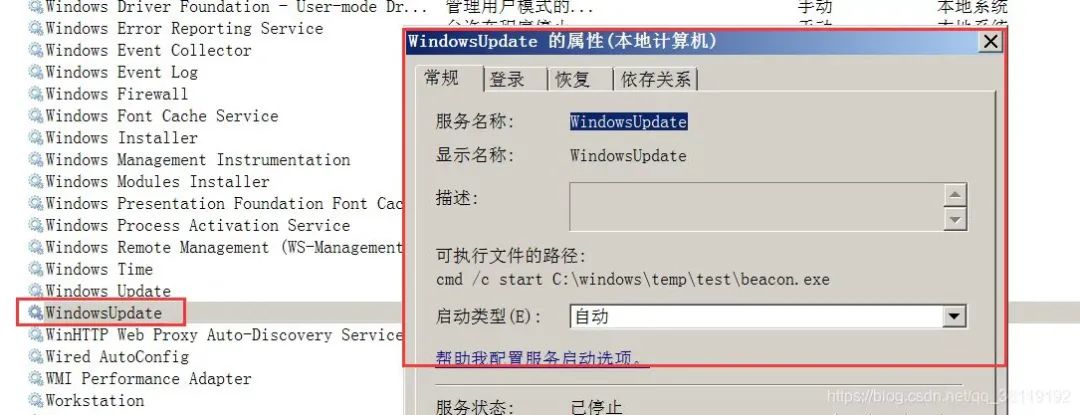 Windows Driver Foundation - User-mode Dr... 管理用户模式的... 手动 本地系统
Windows Error Reporting Service 手动 本地系统
Windows Event Collector
Windows Event Log
Windows Firewall
Windows Font Cache Service
Windows Installer
Windows Management Instrumentation
Windows Modules Installer
Windows Presentation Foundation Font Cac
Windows Process Activation Service
Windows Remote Management (WS-Management
Windows Time
Windows Update
WindowsUpdate
WinHTTP Web Proxy Auto-Discovery Service
Wired AutoConfig
WMI Performance Adapter
Workstation
WindowsUpdate 的属性(本地计算机)
常规 登录 恢复 依存关系
服务名称: WindowsUpdate
显示名称: WindowsUpdate
描述:
可执行文件的路径:
cmd /c start C:\windows\temp\test\beacon.exe
启动类型(E): 自动
帮助我配置服务启动选项。
服务状态: 已停止